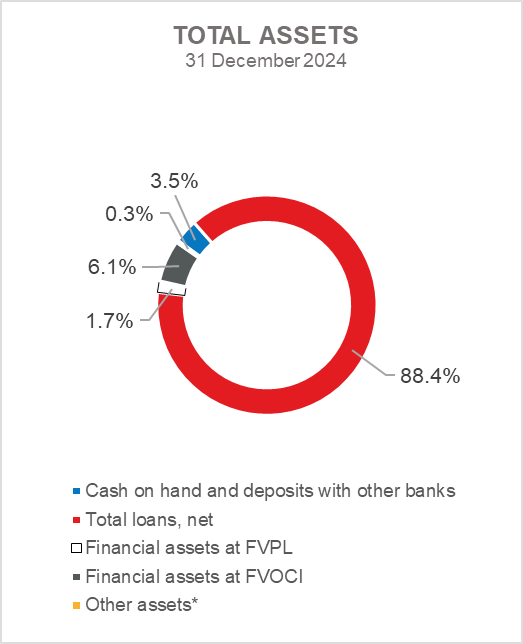 TOTAL ASSETS
31 December 2024
3.5%
0.3%
6.1%
1.7%
88.4%
Cash on hand and deposits with other banks
Total loans, net
Financial assets at FVPL
Financial assets at FVOCI
Other assets*